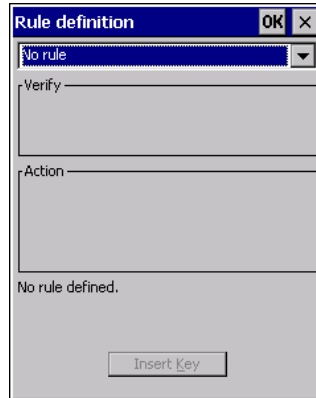 Rule definition OK ×
No rule
Verify
Action
No rule defined.
Insert Key